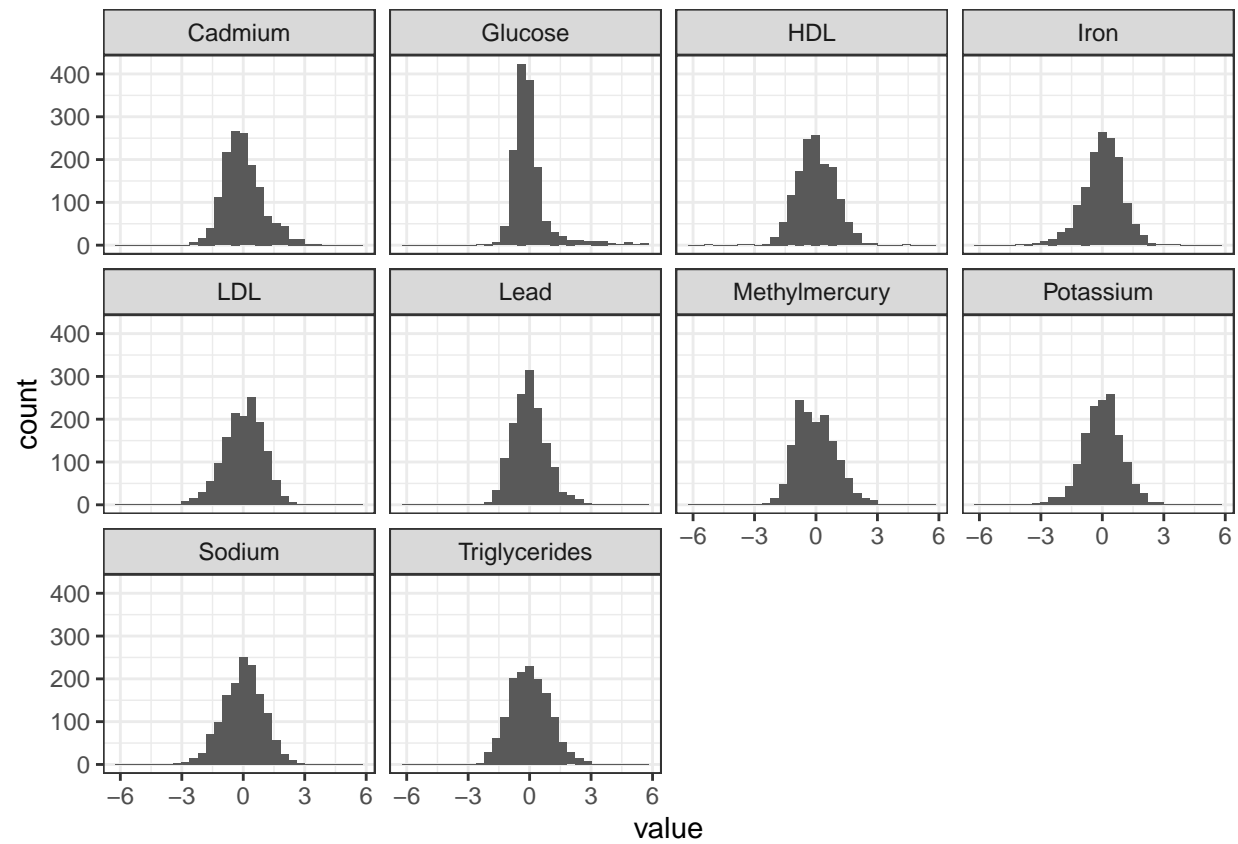 Cadmium Glucose HDL Iron
400
300
200
100
0
LDL Lead Methylmercury Potassium
400
300
200
100
0
−6 −3 0 3 6 −6 −3 0 3 6
Sodium Triglycerides
400
300
200
100
0
−6 −3 0 3 6 −6 −3 0 3 6
value
count